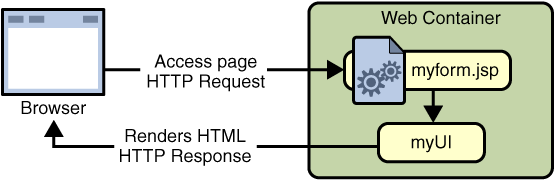 Web Container
Access page
HTTP Request
myform.jsp
Browser
Renders HTML
HTTP Response
myUI